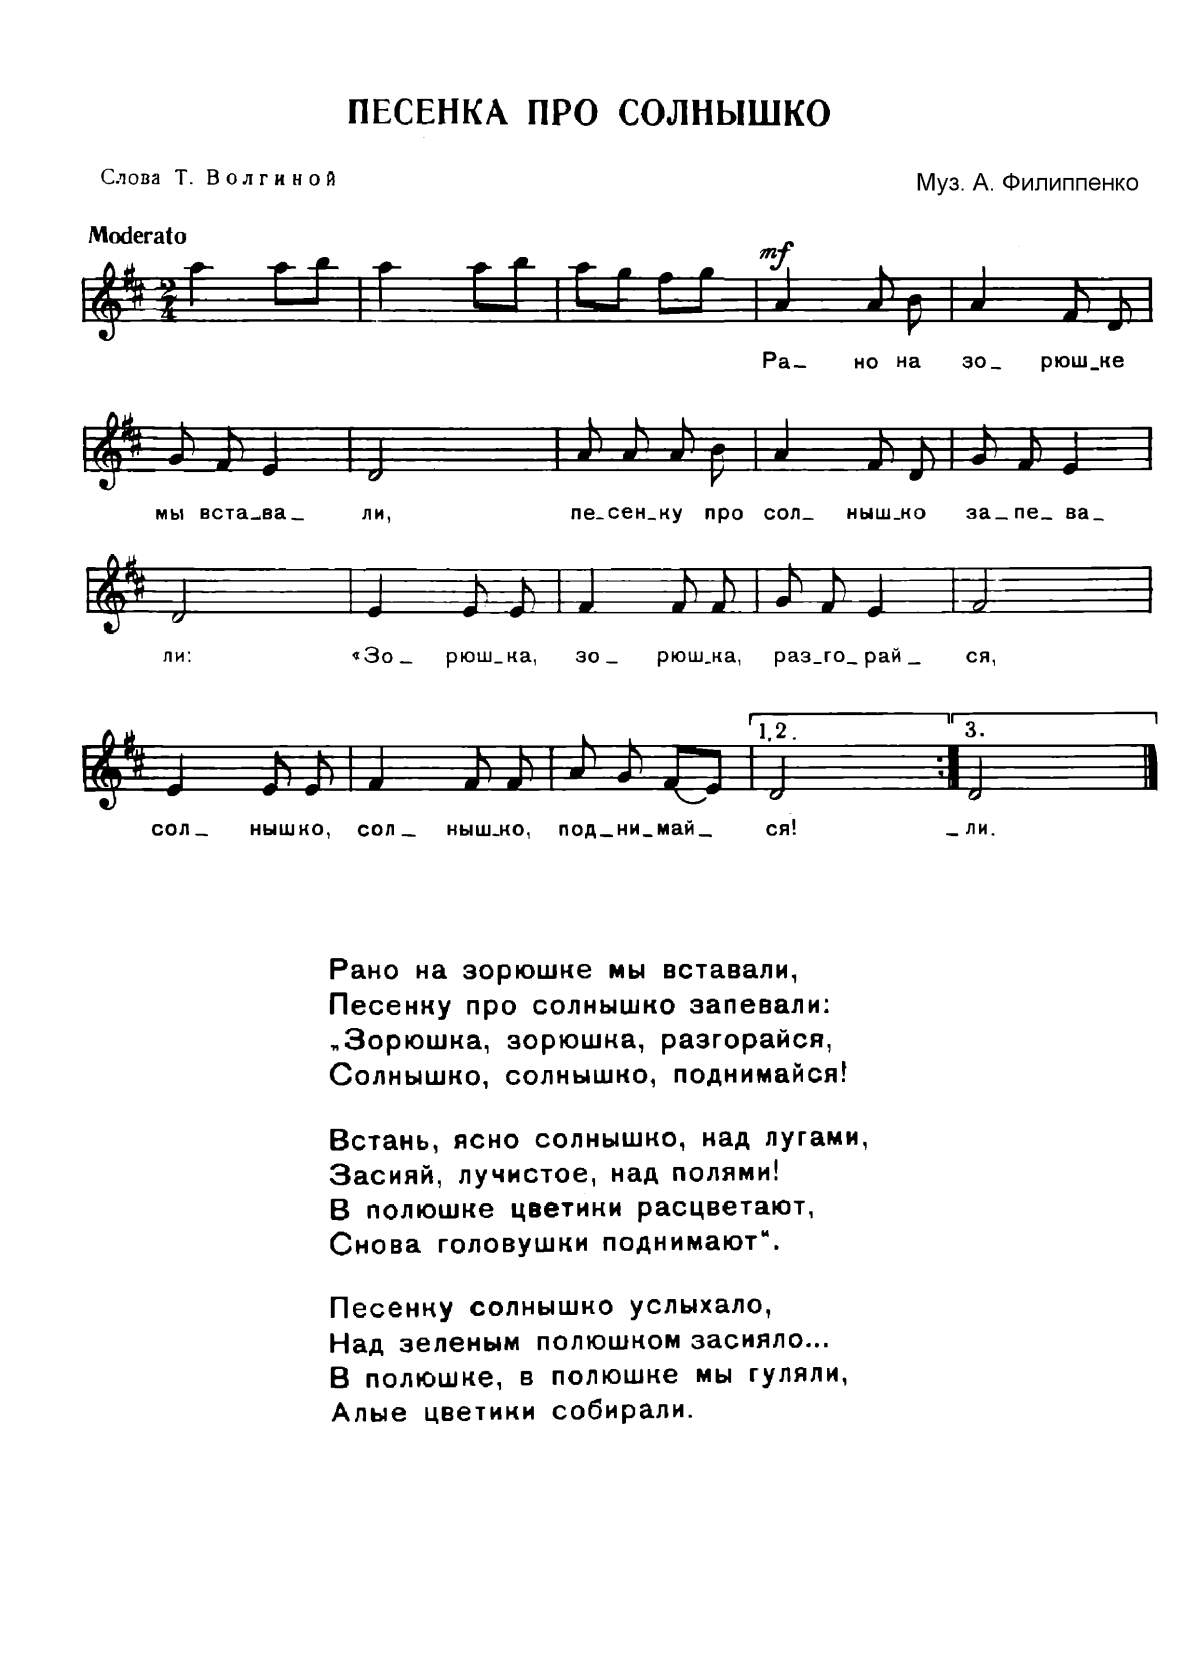 ПЕСЕНКА ПРО СОЛНЫШКО
Слова Т. Волгиной
Муз. А. Филиппенко
Moderato
2/4
mf
Ра_ но на зо_ рюш_ке
мы вста_ва_ ли, пе_сен_ку про сол_ ныш_ко за_пе_ва_
ли: «Зо_ рюш_ка, зо_ рюш_ка, раз_го_рай_ ся,
сол_ нышко, сол_ ныш_ко, под_ни_май_ ся! _ли.
1,2. 3.
Рано на зорюшке мы вставали,
Песенку про солнышко запевали:
„Зорюшка, зорюшка, разгорайся,
Солнышко, солнышко, поднимайся!
Встань, ясно солнышко, над лугами,
Засияй, лучистое, над полями!
В полюшке цветики расцветают,
Снова головушки поднимают“.
Песенку солнышко услыхало,
Над зеленым полюшком засияло...
В полюшке, в полюшке мы гуляли,
Алые цветики собирали.